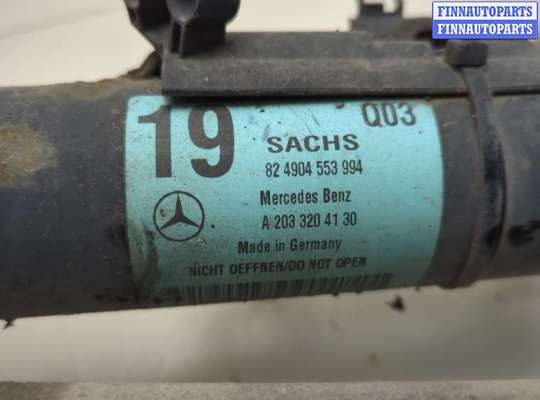 FINNAUTOPARTS
FINNAUTOPARTS
19
Q03
SACHS
82 4904 553 994
Mercedes Benz
A 203 320 41 30
Made in Germany
NICHT OEFFNEN/DO NOT OPEN